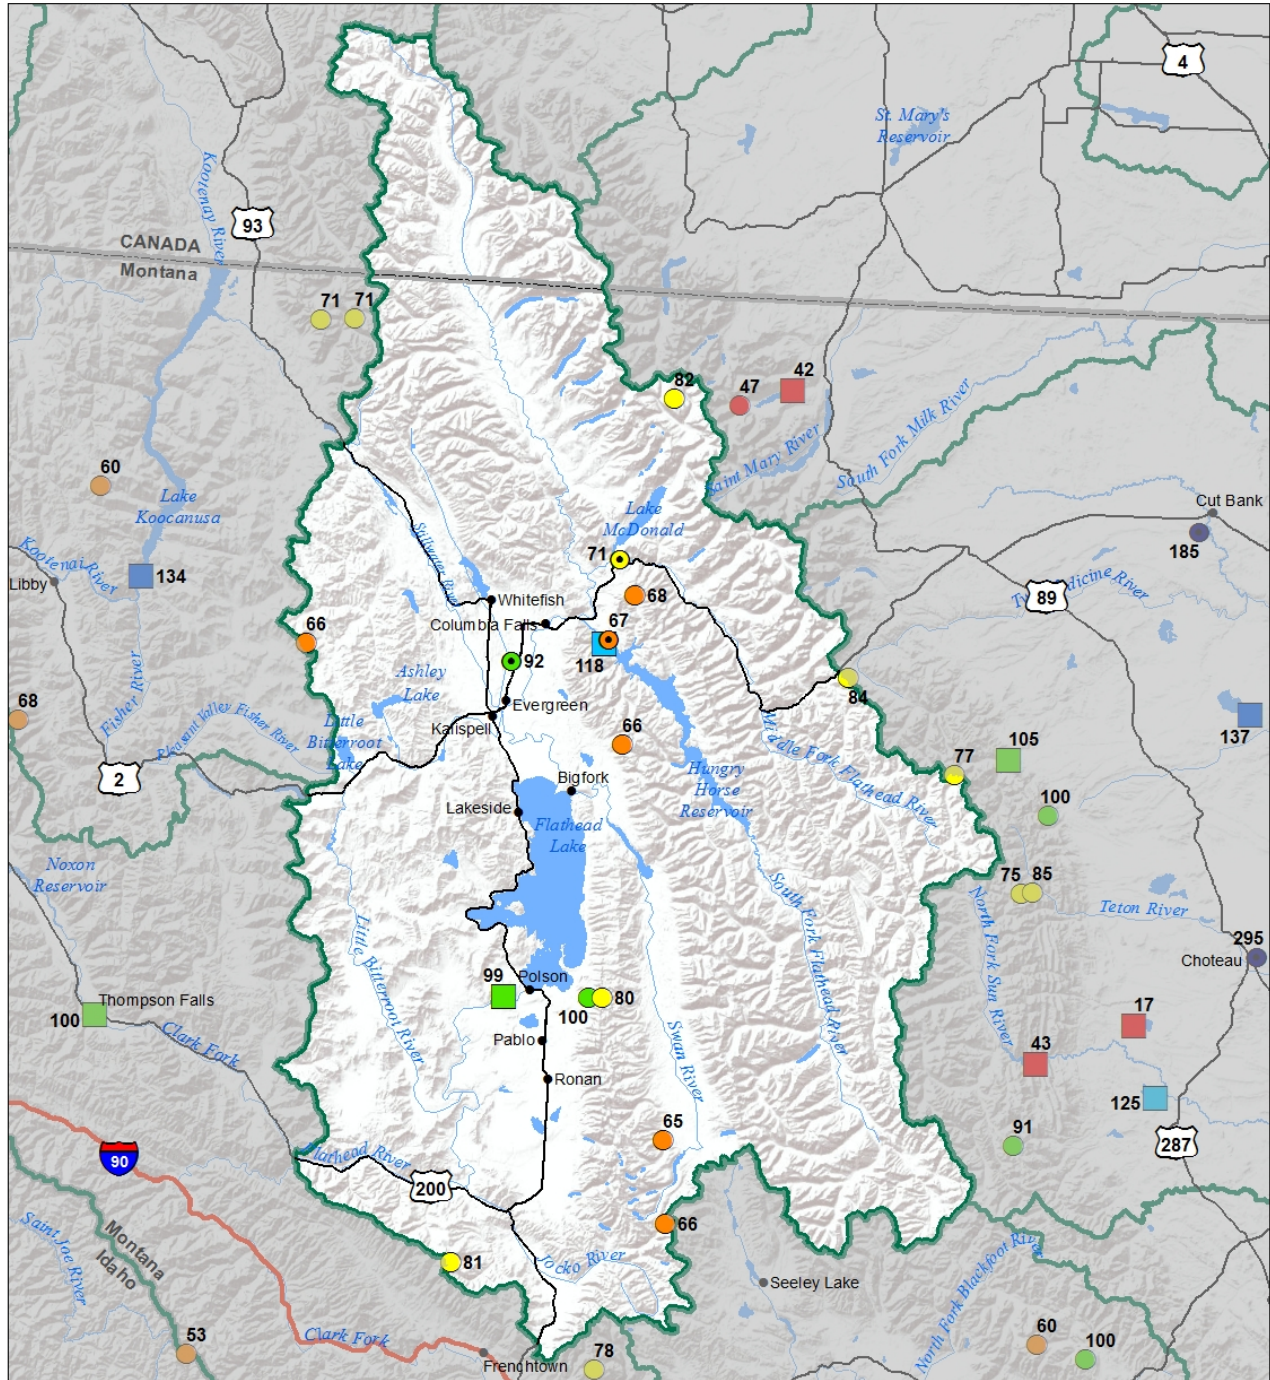 4
St. Mary's
Reservoir
Kootenay River
93
CANADA
Montana
71
71
82
47
42
South Fork Milk River
Saint Mary River
60
Lake
Koocanusa
Lake
McDonald
Cut Bank
185
Stillwater River
71
Kootenai River
134
Libby
89
Medicine River
68
Whitefish
Columbia Falls
67
118
66
92
Ashley
Lake
84
Fisher River
Pleasant Valley Fisher River
68
Evergreen
Kalispell
Little
Bitterroot
Lake
137
66
Middle Fork Flathead River
105
77
2
Bigfork
Hungry
Horse
Reservoir
100
Lakeside
Flathead
Lake
Noxon
Reservoir
75
85
North Fork Sun River
Teton River
South Fork Flathead River
Little Bitterroot River
295
Choteau
99
Polson
100
80
Thompson Falls
100
Clark Fork
17
Pablo
Swan River
43
Ronan
125
65
91
287
90
Flathead River
200
66
Saint Joe River
Montana
Idaho
Jocko River
81
Seeley Lake
North Fork Blackfoot River
53
Clark Fork
Frenchtown
78
60
100